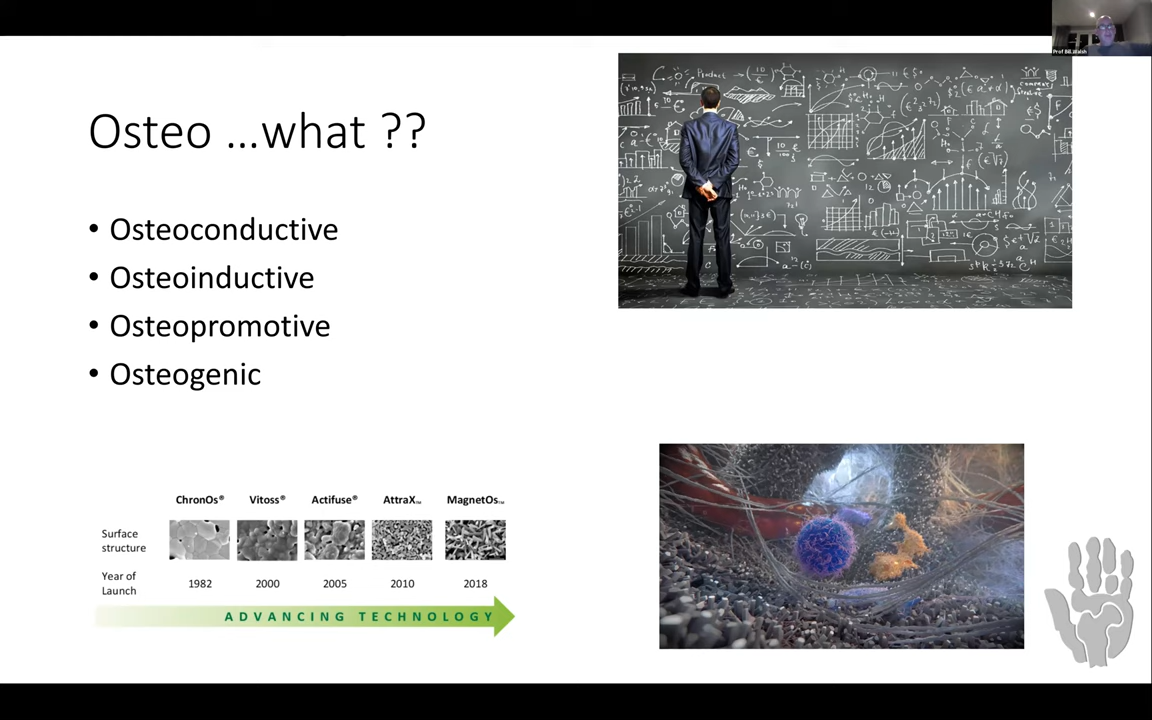 Prof Bill Walsh
Osteo ...what ??
• Osteoconductive
• Osteoinductive
• Osteopromotive
• Osteogenic
ChronOs® Vitoss® Actifuse® AttraX™ MagnetOs™
Surface
structure
Year of
Launch
1982 2000 2005 2010 2018
ADVANCING TECHNOLOGY